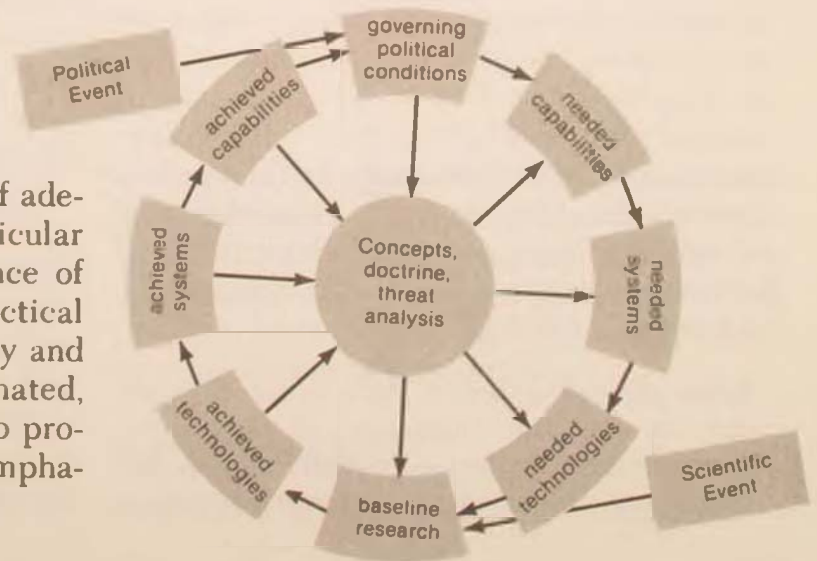 Political
Event
achieved
capabilities
governing
political
conditions
needed
capabilities
achieved
systems
Concepts,
doctrine,
threat
analysis
needed
systems
achieved
technologies
baseline
research
needed
technologies
Scientific
Event
f ade-
icular
nce of
ctical
y and
nated,
o pro-
mpha-